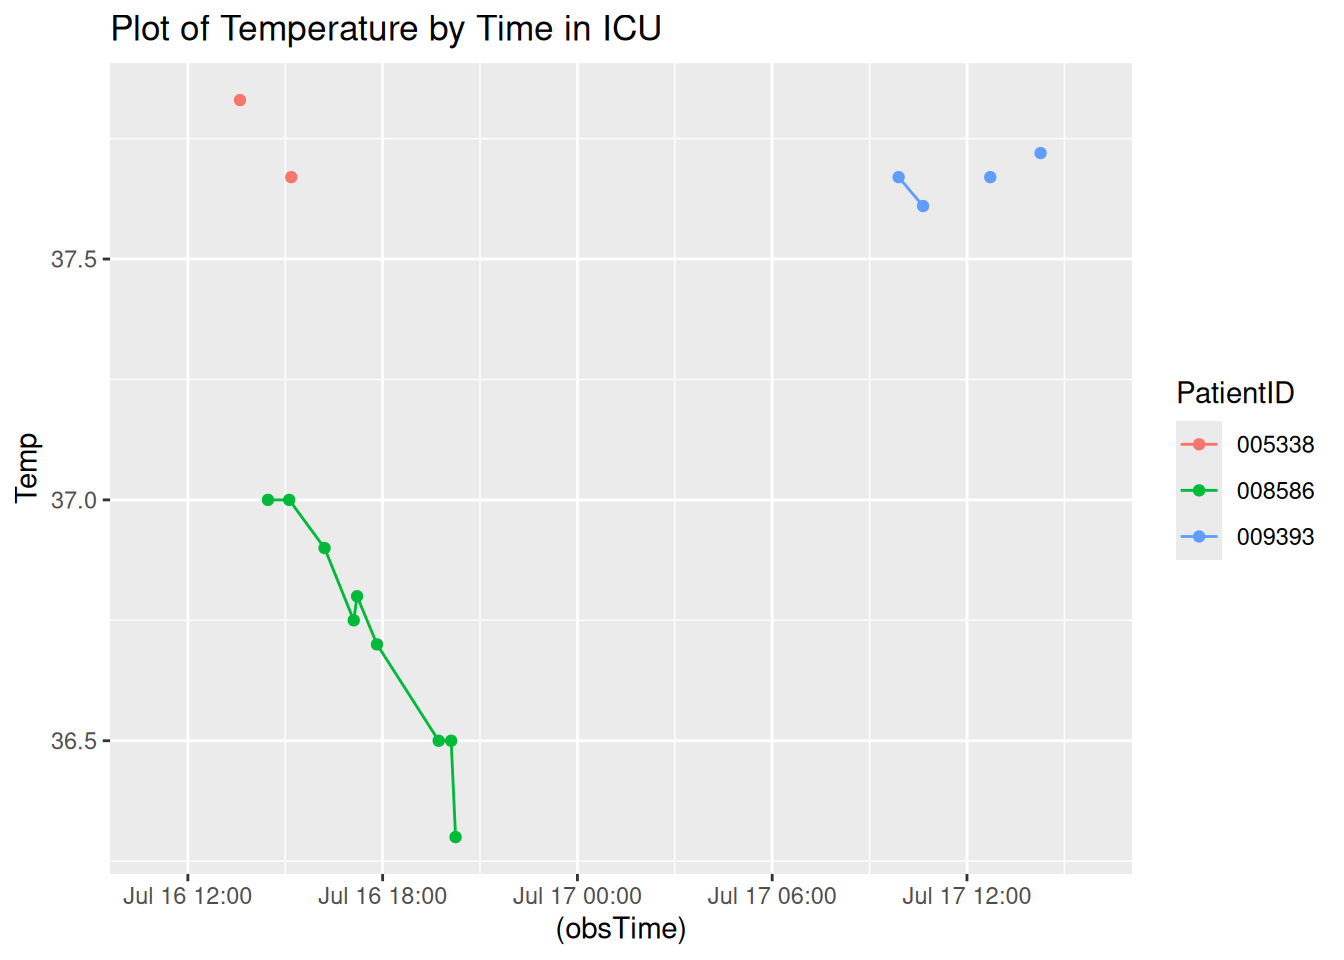 Plot of Temperature by Time in ICU
37.5
37.0
36.5
Temp
Jul 16 12:00
Jul 16 18:00
Jul 17 00:00
Jul 17 06:00
Jul 17 12:00
(obsTime)
PatientID
005338
008586
009393